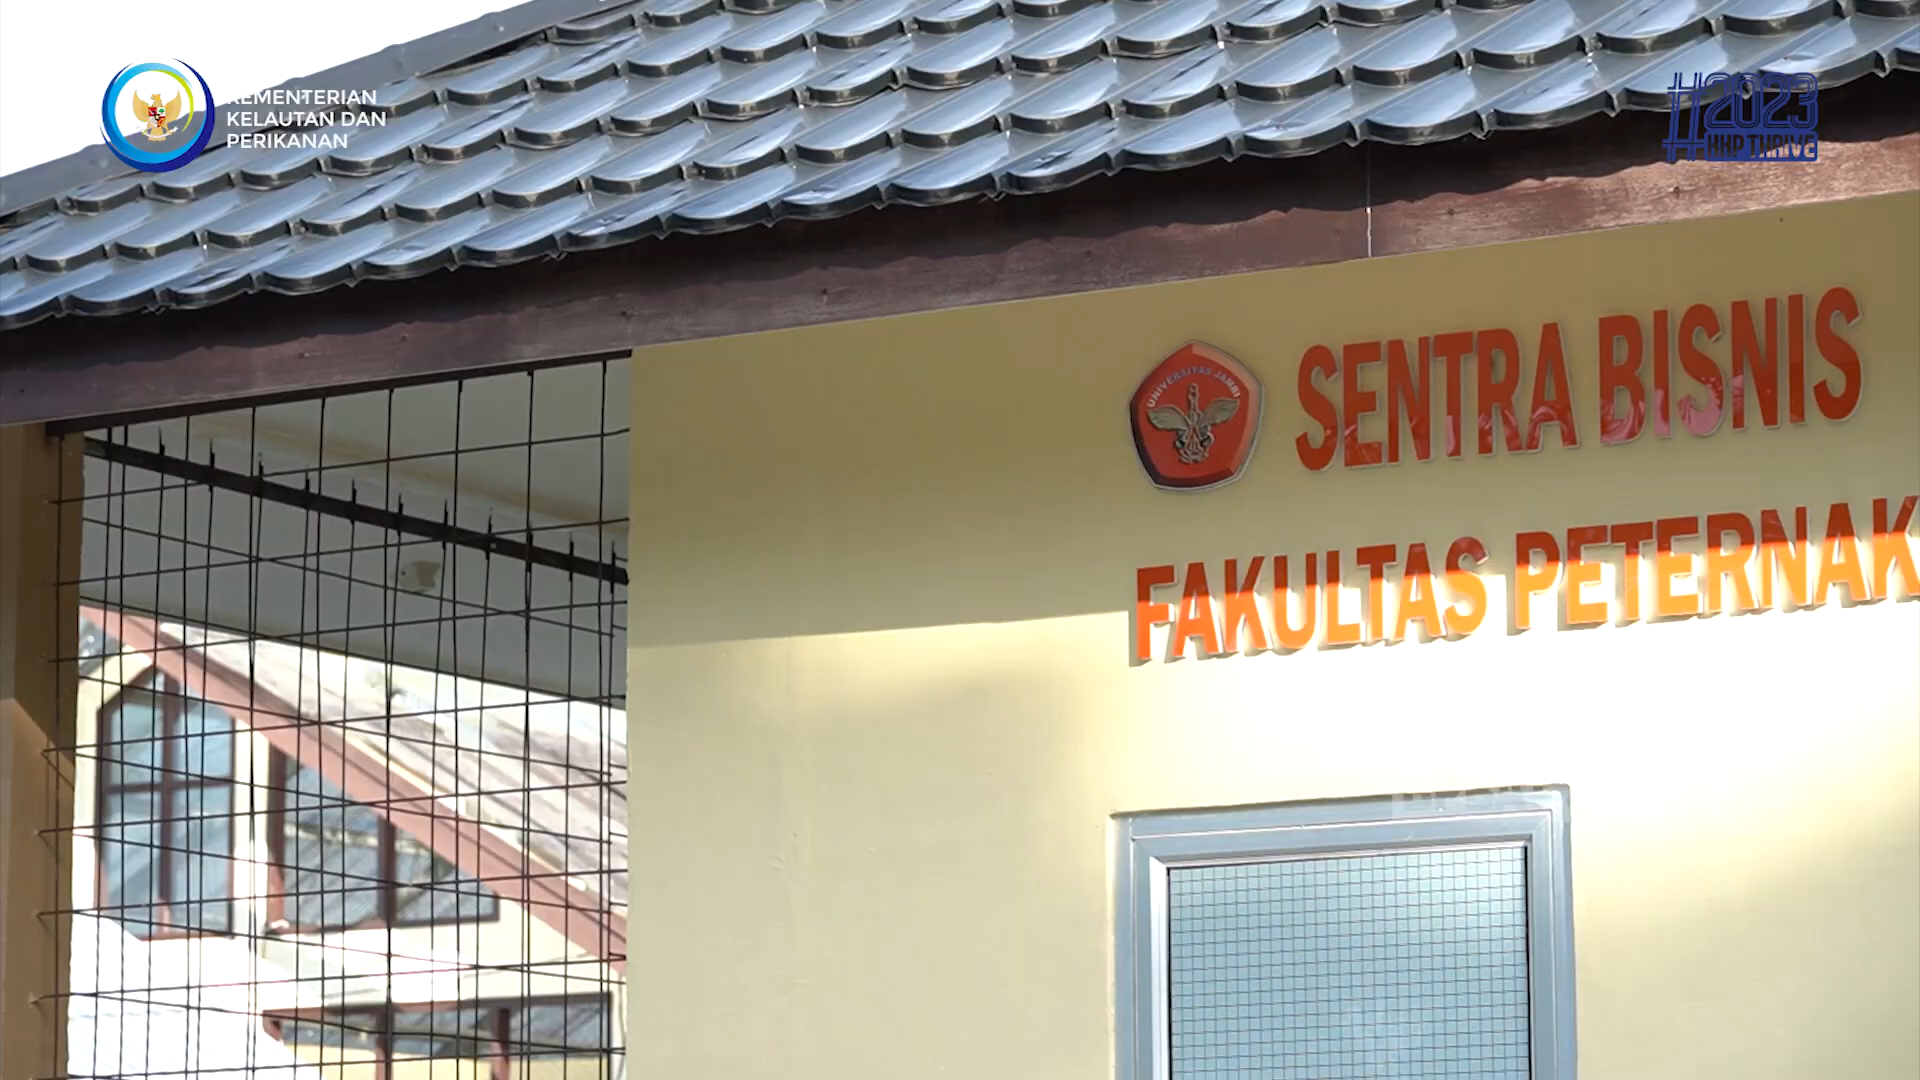 KEMENTERIAN
KELAUTAN DAN
PERIKANAN
#2023
KKP THRIVE
UNIVERSITAS JAMBI
SENTRA BISNIS
FAKULTAS PETERNAK